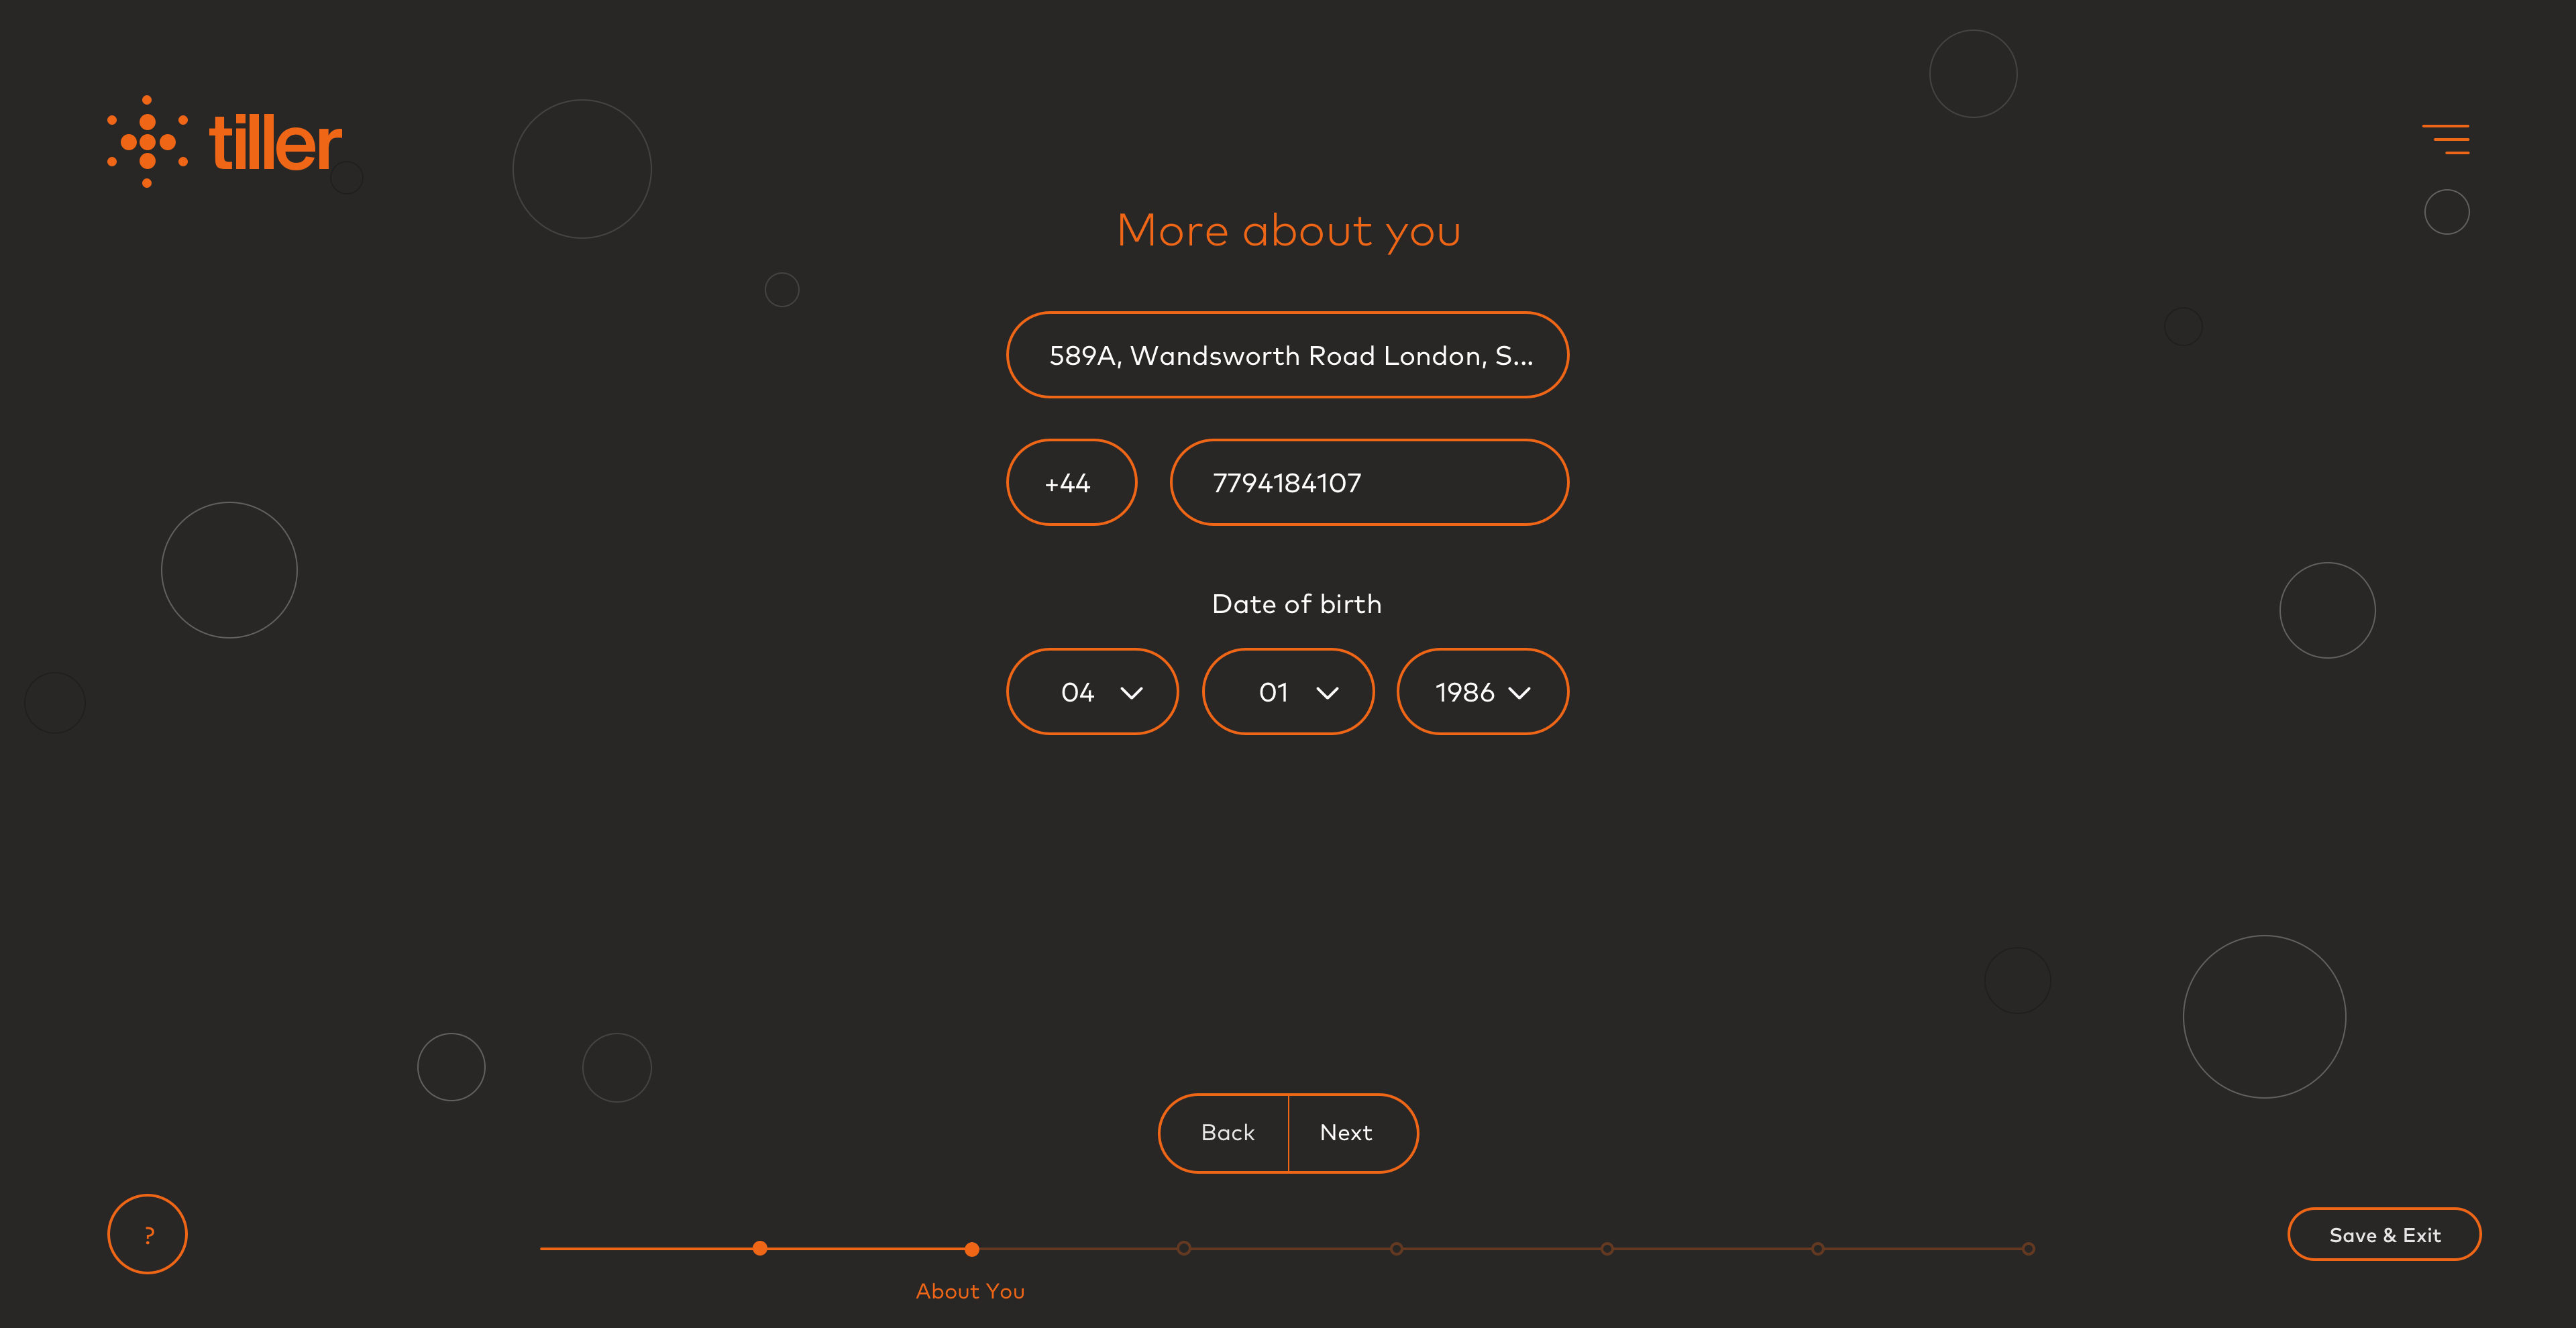 tiller
More about you
589A, Wandsworth Road London, S...
+44 7794184107
Date of birth
04 01 1986
Back Next
?
Save & Exit
About You